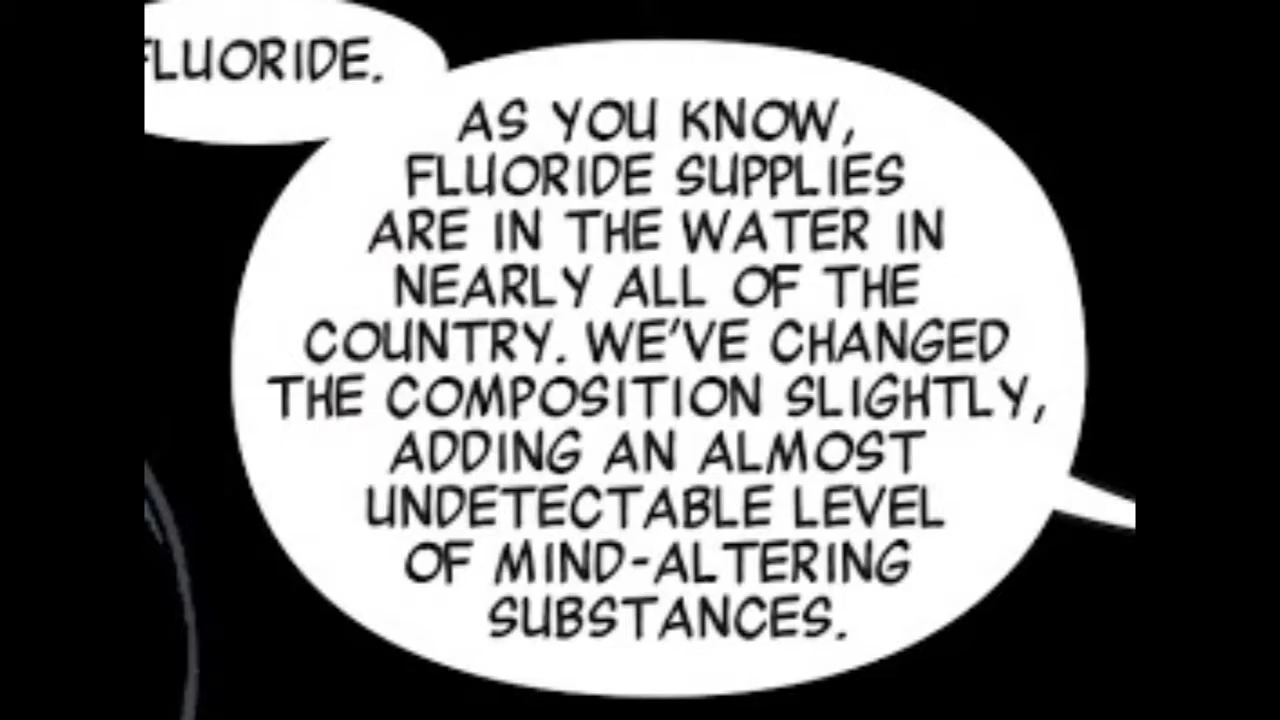 FLUORIDE.
AS YOU KNOW,
FLUORIDE SUPPLIES
ARE IN THE WATER IN
NEARLY ALL OF THE
COUNTRY. WE'VE CHANGED
THE COMPOSITION SLIGHTLY,
ADDING AN ALMOST
UNDETECTABLE LEVEL
OF MIND-ALTERING
SUBSTANCES.